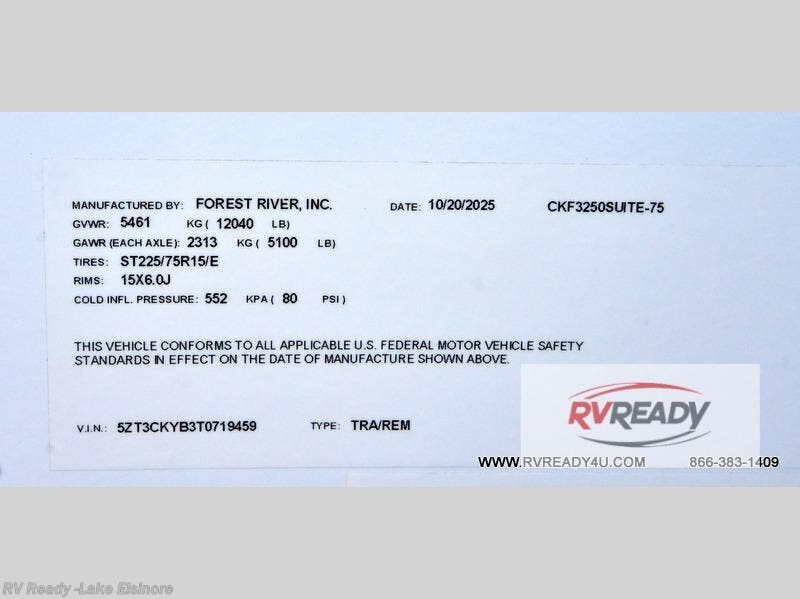 MANUFACTURED BY: FOREST RIVER, INC. DATE: 10/20/2025 CKF3250SUITE-75
GVWR: 5461 KG ( 12040 LB)
GAWR (EACH AXLE): 2313 KG ( 5100 LB)
TIRES: ST225/75R15/E
RIMS: 15X6.0J
COLD INFL. PRESSURE: 552 KPA ( 80 PSI )
THIS VEHICLE CONFORMS TO ALL APPLICABLE U.S. FEDERAL MOTOR VEHICLE SAFETY
STANDARDS IN EFFECT ON THE DATE OF MANUFACTURE SHOWN ABOVE.
V.I.N.: 5ZT3CKYB3T0719459 TYPE: TRA/REM
RVREADY
WWW.RVREADY4U.COM 866-383-1409
RV Ready -Lake Elsinore